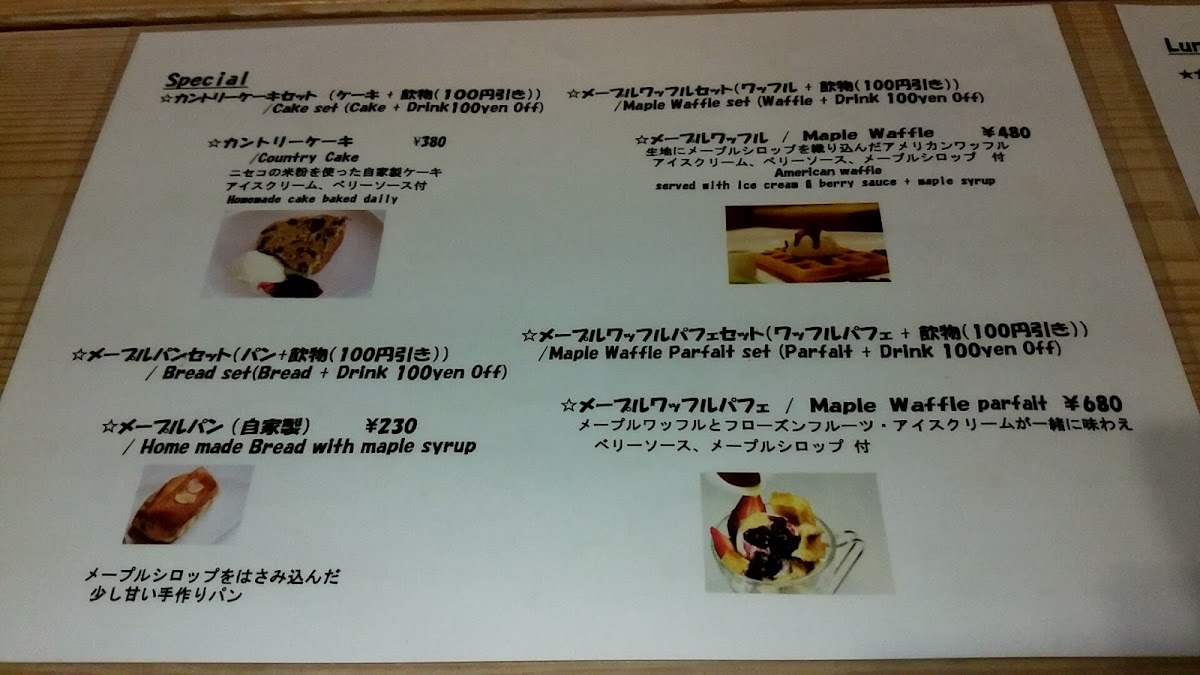 Special
☆カントリーケーキセット (ケーキ + 飲物(100円引き))
/Cake set (Cake + Drink100yen Off)
☆カントリーケーキ ¥380
/Country Cake
ニセコの米粉を使った自家製ケーキ
アイスクリーム、ベリーソース付
Homemade cake baked daily
☆メープルワッフルセット(ワッフル + 飲物(100円引き))
/Maple Waffle set (Waffle + Drink 100yen Off)
☆メープルワッフル / Maple Waffle ¥480
生地にメープルシロップを織り込んだアメリカンワッフル
アイスクリーム、ベリーソース、メープルシロップ 付
American waffle
served with ice cream & berry sauce + maple syrup
☆メープルパンセット(パン+飲物(100円引き))
/ Bread set(Bread + Drink 100yen Off)
☆メープルパン (自家製) ¥230
/ Home made Bread with maple syrup
メープルシロップをはさみ込んだ
少し甘い手作りパン
☆メープルワッフルパフェセット(ワッフルパフェ + 飲物(100円引き))
/Maple Waffle Parfait set (Parfait + Drink 100yen Off)
☆メープルワッフルパフェ / Maple Waffle parfait ¥680
メープルワッフルとフローズンフルーツ・アイスクリームが一緒に味わえ
ベリーソース、メープルシロップ 付
Lun